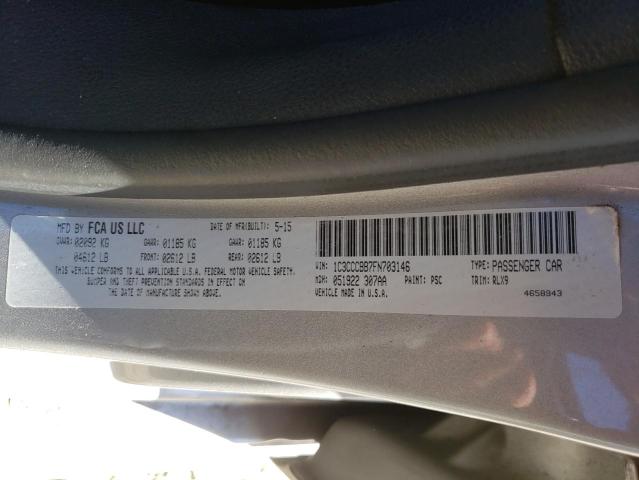 MFD BY FCA US LLC DATE OF MFR(BUILT): 5-15
GVWR: 02092 KG GAWR: 01185 KG GAWR: 01185 KG
04612 LB FRONT: 02612 LB REAR: 02612 LB
THIS VEHICLE CONFORMS TO ALL APPLICABLE U.S.A. FEDERAL MOTOR VEHICLE SAFETY,
BUMPER AND THEFT PREVENTION STANDARDS IN EFFECT ON
THE DATE OF MANUFACTURE SHOWN ABOVE.
VIN: 1C3CCCBB7FN703146 TYPE: PASSENGER CAR
MDH: 051922 307AA PAINT: PSC TRIM: RLX9
VEHICLE MADE IN U.S.A. 4658943